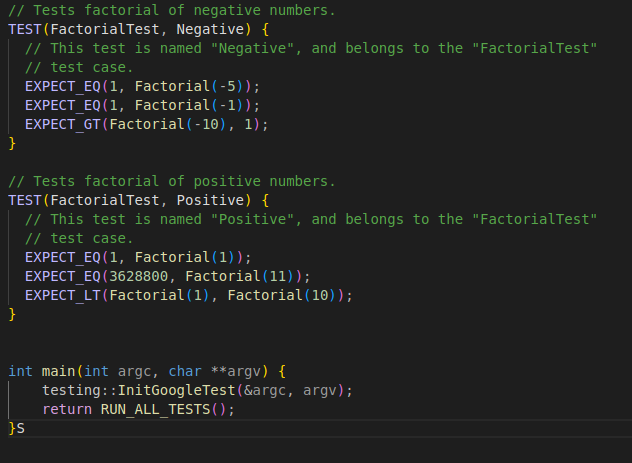 // Tests factorial of negative numbers.
TEST(FactorialTest, Negative) {
  // This test is named "Negative", and belongs to the "FactorialTest"
  // test case.
  EXPECT_EQ(1, Factorial(-5));
  EXPECT_EQ(1, Factorial(-1));
  EXPECT_GT(Factorial(-10), 1);
}
// Tests factorial of positive numbers.
TEST(FactorialTest, Positive) {
  // This test is named "Positive", and belongs to the "FactorialTest"
  // test case.
  EXPECT_EQ(1, Factorial(1));
  EXPECT_EQ(3628800, Factorial(11));
  EXPECT_LT(Factorial(1), Factorial(10));
}
int main(int argc, char **argv) {
    testing::InitGoogleTest(&argc, argv);
    return RUN_ALL_TESTS();
}S